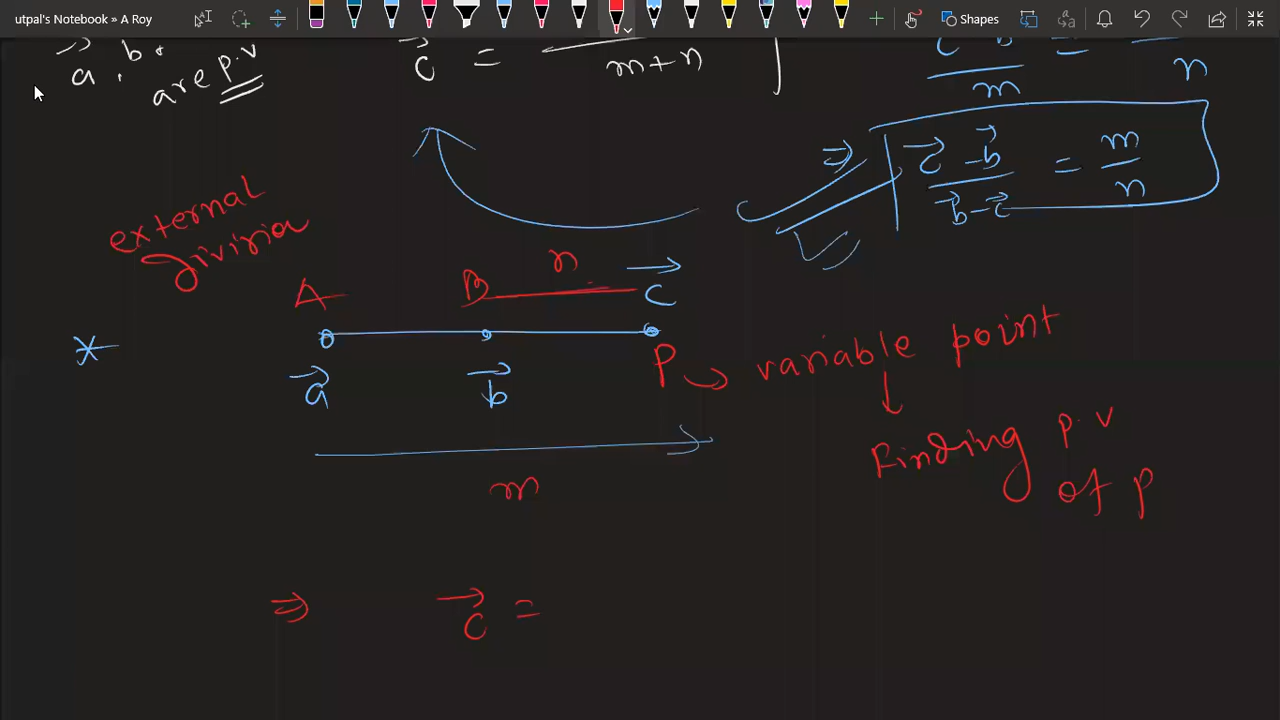 utpal's Notebook » A Roy
Shapes
a⃗, b⃗
are p.v
c⃗ =
m+n
m
n
⇒ c⃗ - b⃗ / b⃗ - c⃗ = m/n
external
division
A B n c⃗
* a⃗ b⃗ P → variable point
↓
Finding p.v
of P
m
⇒ c⃗ =